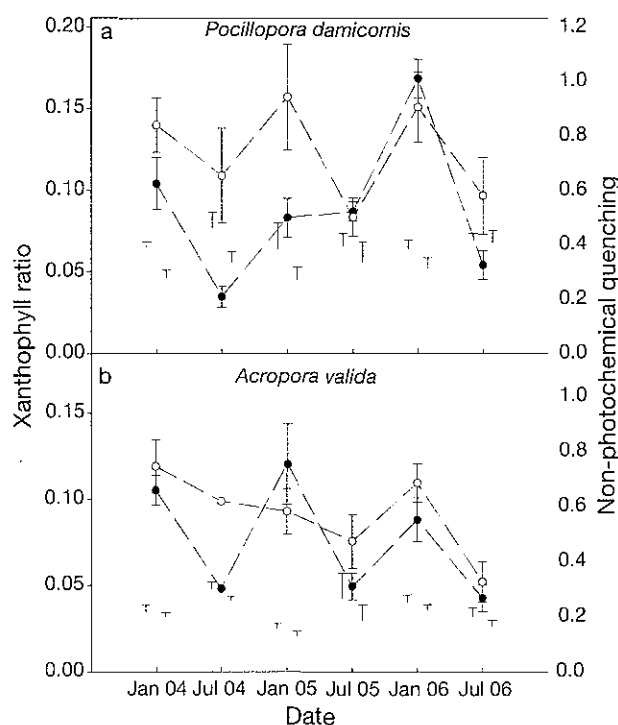 a
Pocillopora damicornis
0.20
0.15
0.10
0.05
0.00
1.2
1.0
0.8
0.6
0.4
0.2
0.0
b
Acropora valida
0.15
0.10
0.05
0.00
1.0
0.8
0.6
0.4
0.2
0.0
Xanthophyll ratio
Non-photochemical quenching
Jan 04 Jul 04 Jan 05 Jul 05 Jan 06 Jul 06
Date